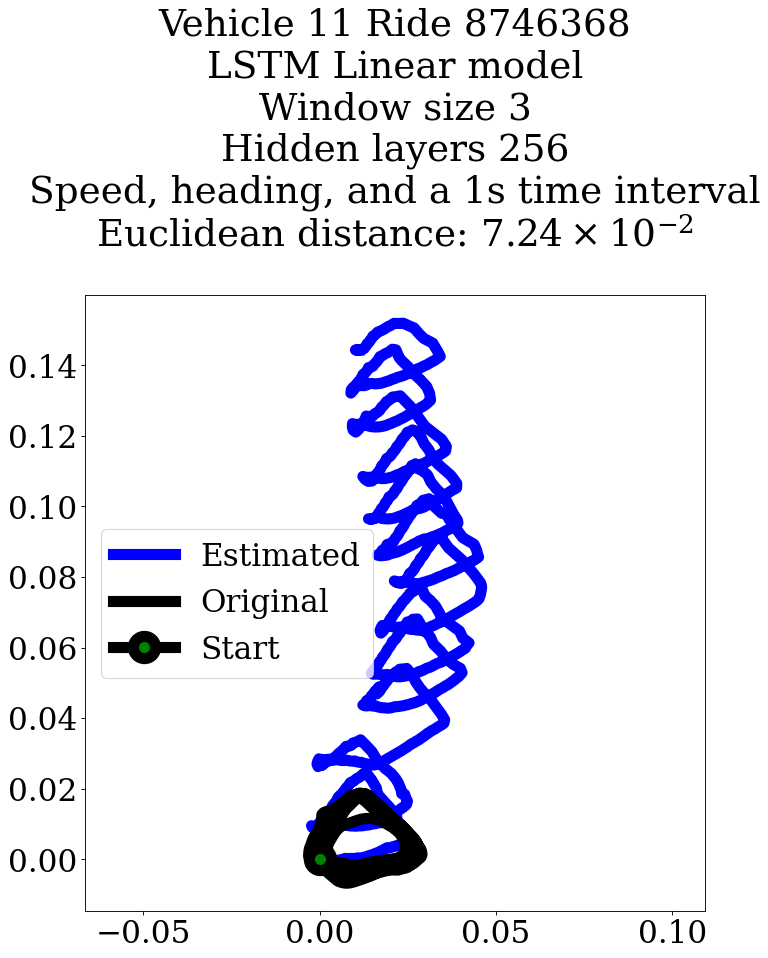 Vehicle 11 Ride 8746368
LSTM Linear model
Window size 3
Hidden layers 256
Speed, heading, and a 1s time interval
Euclidean distance: 7.24 × 10⁻²
0.14
0.12
0.10
0.08
0.06
0.04
0.02
0.00
Estimated
Original
Start
−0.05
0.00
0.05
0.10